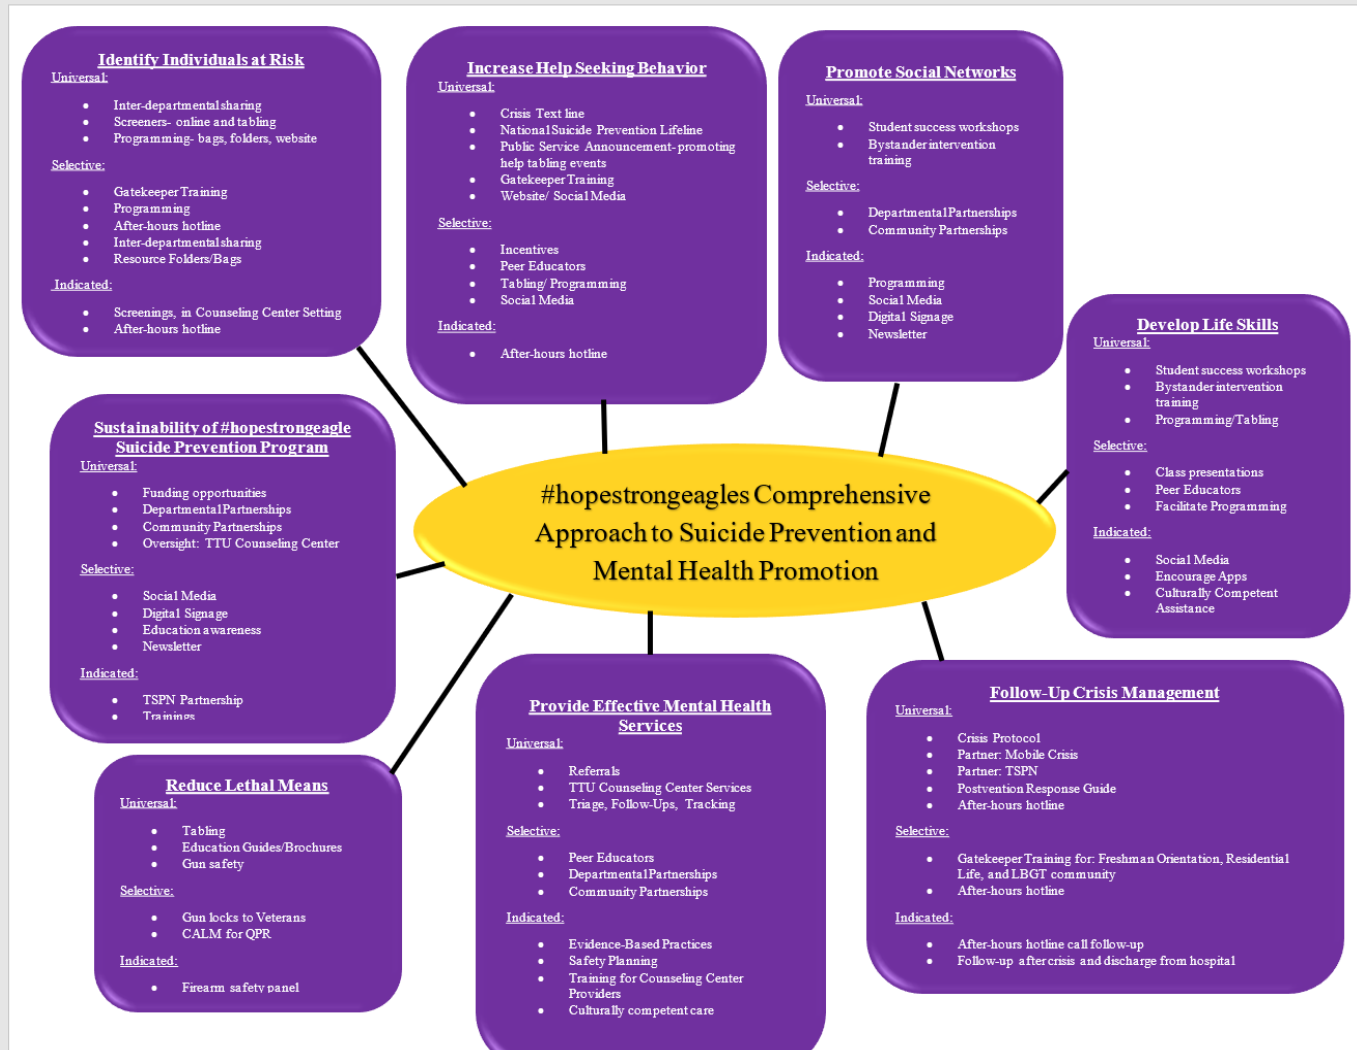 Identify Individuals at Risk
Universal:
• Inter-departmental sharing
• Screeners- online and tabling
• Programming- bags, folders, website
Selective:
• Gatekeeper Training
• Programming
• After-hours hotline
• Inter-departmental sharing
• Resource Folders/Bags
Indicated:
• Screenings, in Counseling Center Setting
• After-hours hotline
Increase Help Seeking Behavior
Universal:
• Crisis Text line
• National Suicide Prevention Lifeline
• Public Service Announcement- promoting
help tabling events
• Gatekeeper Training
• Website/ Social Media
Selective:
• Incentives
• Peer Educators
• Tabling/ Programming
• Social Media
Indicated:
• After-hours hotline
Promote Social Networks
Universal:
• Student success workshops
• Bystander intervention
training
Selective:
• Departmental Partnerships
• Community Partnerships
Indicated:
• Programming
• Social Media
• Digital Signage
• Newsletter
Develop Life Skills
Universal:
• Student success workshops
• Bystander intervention
training
• Programming/Tabling
Selective:
• Class presentations
• Peer Educators
• Facilitate Programming
Indicated:
• Social Media
• Encourage Apps
• Culturally Competent
Assistance
#hopestrongeagles Comprehensive
Approach to Suicide Prevention and
Mental Health Promotion
Sustainability of #hopestrongeagle
Suicide Prevention Program
Universal:
• Funding opportunities
• Departmental Partnerships
• Community Partnerships
• Oversight: TTU Counseling Center
Selective:
• Social Media
• Digital Signage
• Education awareness
• Newsletter
Indicated:
• TSPN Partnership
• Trainings
Reduce Lethal Means
Universal:
• Tabling
• Education Guides/Brochures
• Gun safety
Selective:
• Gun locks to Veterans
• CALM for QPR
Indicated:
• Firearm safety panel
Provide Effective Mental Health
Services
Universal:
• Referrals
• TTU Counseling Center Services
• Triage, Follow-Ups, Tracking
Selective:
• Peer Educators
• Departmental Partnerships
• Community Partnerships
Indicated:
• Evidence-Based Practices
• Safety Planning
• Training for Counseling Center
Providers
• Culturally competent care
Follow-Up Crisis Management
Universal:
• Crisis Protocol
• Partner: Mobile Crisis
• Partner: TSPN
• Postvention Response Guide
• After-hours hotline
Selective:
• Gatekeeper Training for: Freshman Orientation, Residential
Life, and LBGT community
• After-hours hotline
Indicated:
• After-hours hotline call follow-up
• Follow-up after crisis and discharge from hospital